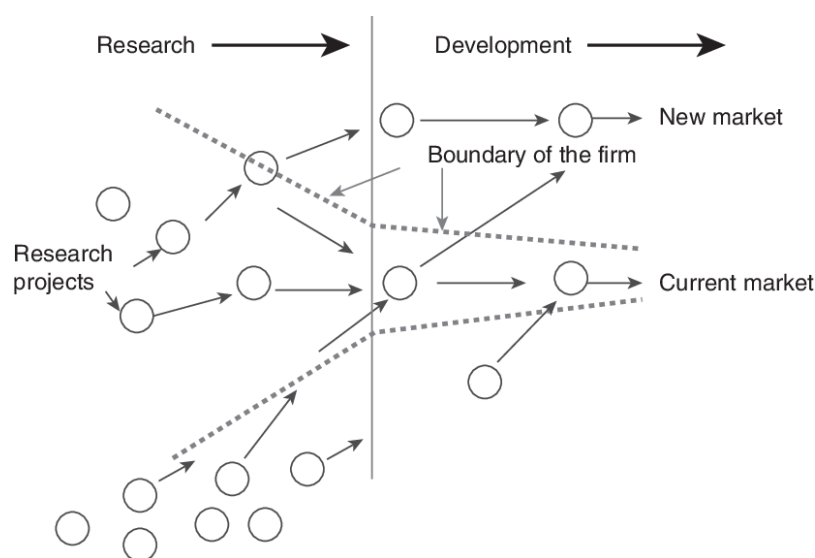 Research
Development
New market
Boundary of the firm
Research
projects
Current market